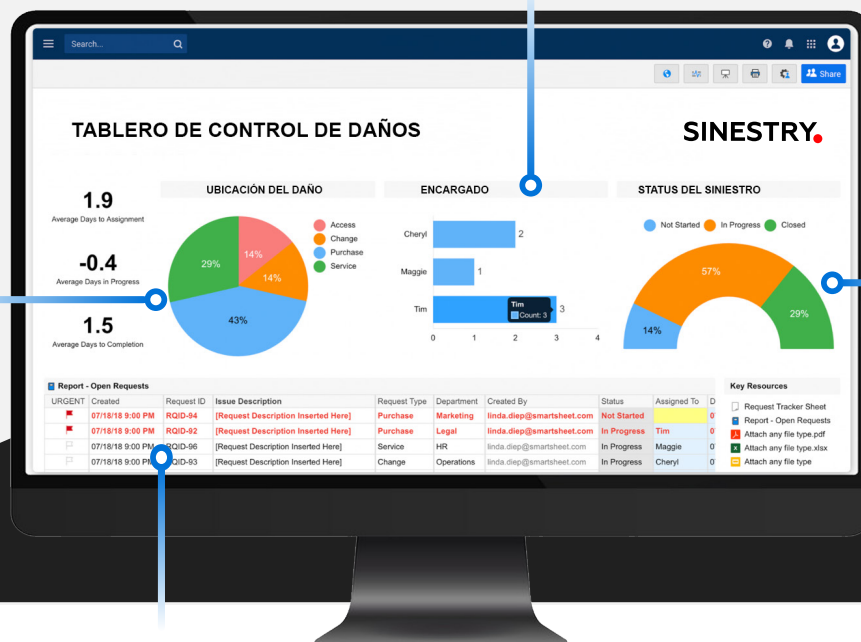 Search...
Share
TABLERO DE CONTROL DE DAÑOS
SINESTRY.
1.9
Average Days to Assignment
-0.4
Average Days in Progress
1.5
Average Days to Completion
UBICACIÓN DEL DAÑO
14%
14%
43%
29%
Access
Change
Purchase
Service
ENCARGADO
Cheryl
2
Maggie
1
Tim
Tim
Count: 3
3
0 1 2 3 4
STATUS DEL SINIESTRO
Not Started In Progress Closed
57%
14%
29%
Report - Open Requests
URGENT Created Request ID Issue Description Request Type Department Created By Status Assigned To D
07/18/18 9:00 PM RQID-94 [Request Description Inserted Here] Purchase Marketing linda.diep@smartsheet.com Not Started 0
07/18/18 9:00 PM RQID-92 [Request Description Inserted Here] Purchase Legal linda.diep@smartsheet.com In Progress Tim 0
07/18/18 9:00 PM RQID-96 [Request Description Inserted Here] Service HR linda.diep@smartsheet.com In Progress Maggie 0
07/18/18 9:00 PM RQID-93 [Request Description Inserted Here] Change Operations linda.diep@smartsheet.com In Progress Cheryl 0
Key Resources
Request Tracker Sheet
Report - Open Requests
Attach any file type.pdf
Attach any file type.xlsx
Attach any file type